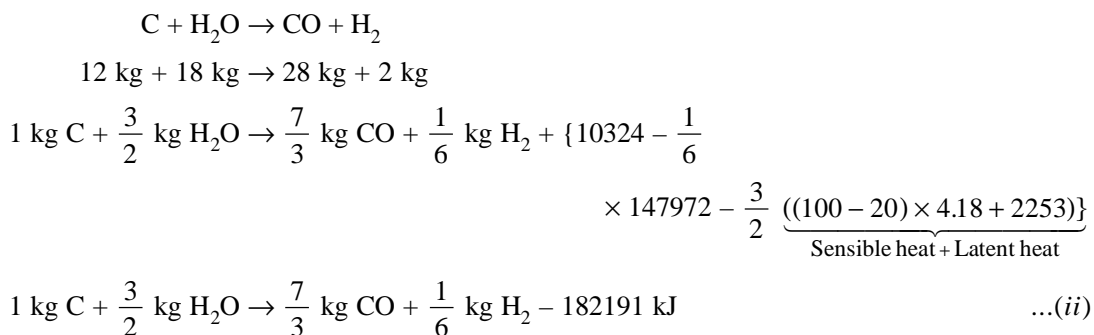 C + H₂O → CO + H₂
12 kg + 18 kg → 28 kg + 2 kg
1 kg C + 3/2 kg H₂O → 7/3 kg CO + 1/6 kg H₂ + {10324 – 1/6
× 147972 – 3/2 ((100 – 20) × 4.18 + 2253)}
Sensible heat + Latent heat
1 kg C + 3/2 kg H₂O → 7/3 kg CO + 1/6 kg H₂ – 182191 kJ ...(ii)